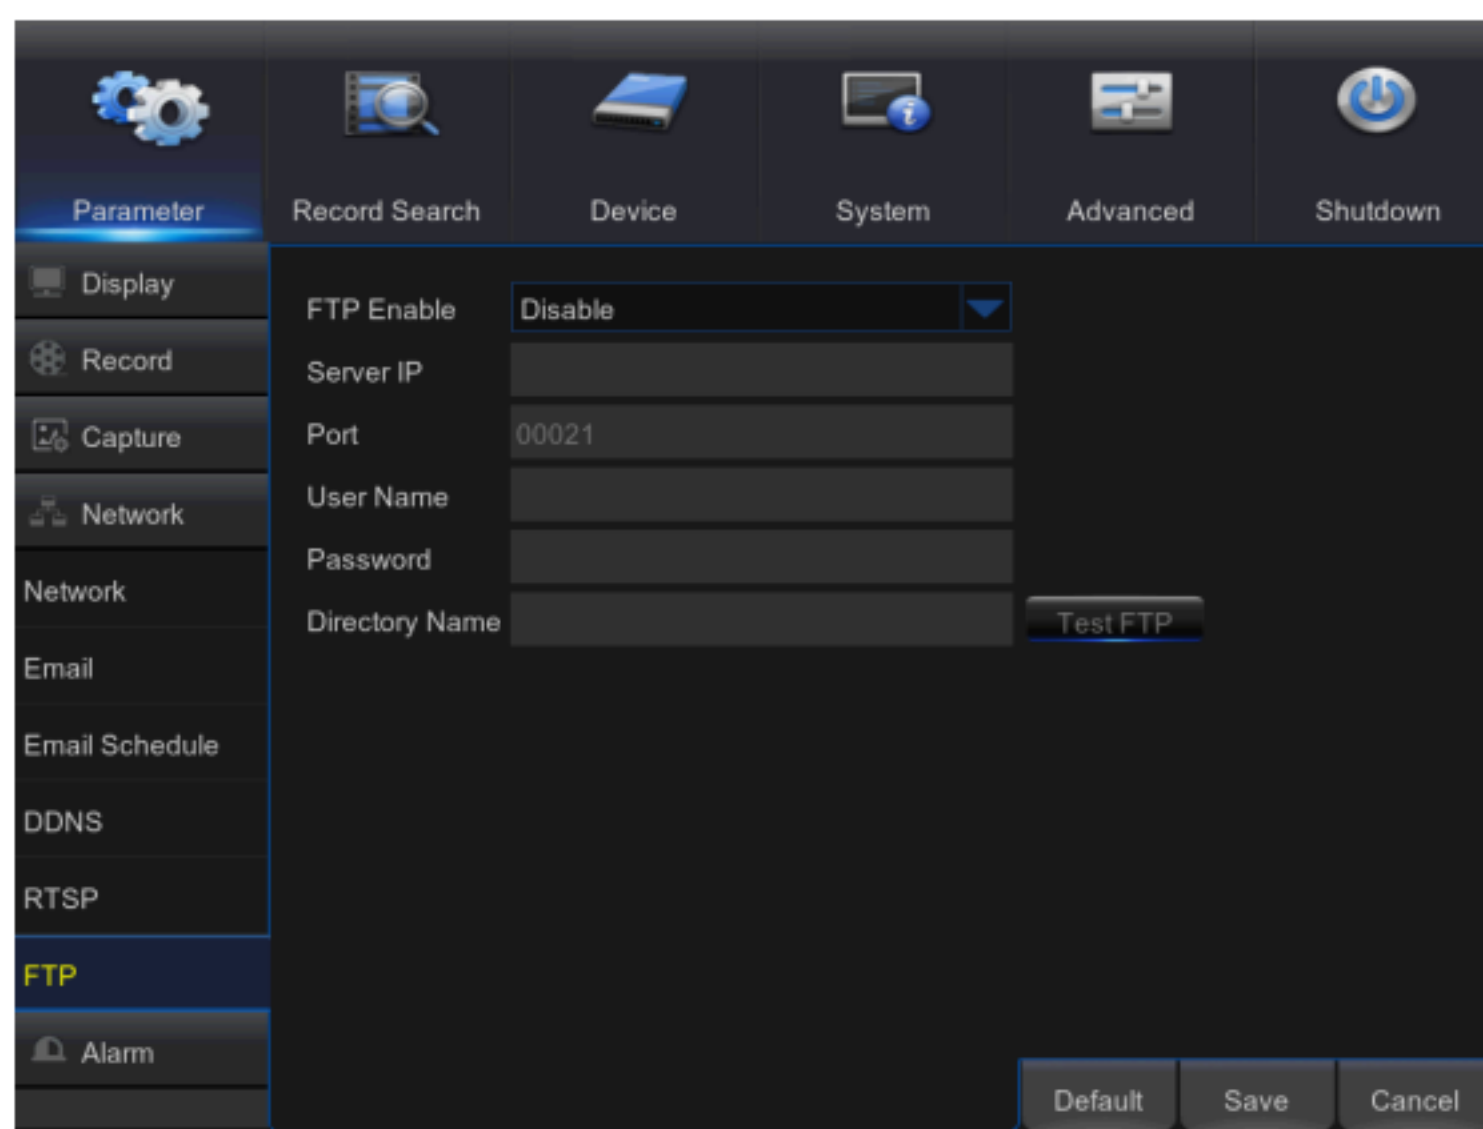 Parameter Record Search Device System Advanced Shutdown
Display
Record
Capture
Network
Network
Email
Email Schedule
DDNS
RTSP
FTP
Alarm
FTP Enable Disable
Server IP
Port 00021
User Name
Password
Directory Name Test FTP
Default Save Cancel